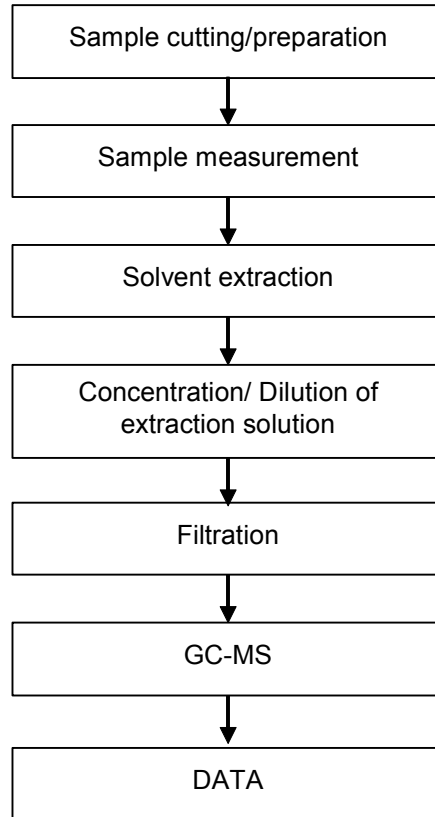 Sample cutting/preparation
Sample measurement
Solvent extraction
Concentration/ Dilution of
extraction solution
Filtration
GC-MS
DATA